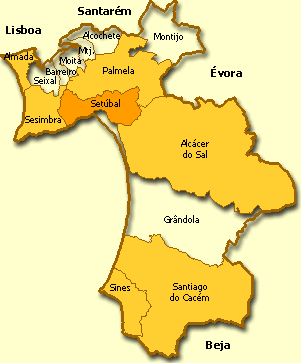 Santarém
Lisboa
Alcochete
Montijo
Mtj.
Almada
Moita
Barreiro
Palmela
Évora
Seixal
Setúbal
Sesimbra
Alcácer
do Sal
Grândola
Sines
Santiago
do Cacém
Beja